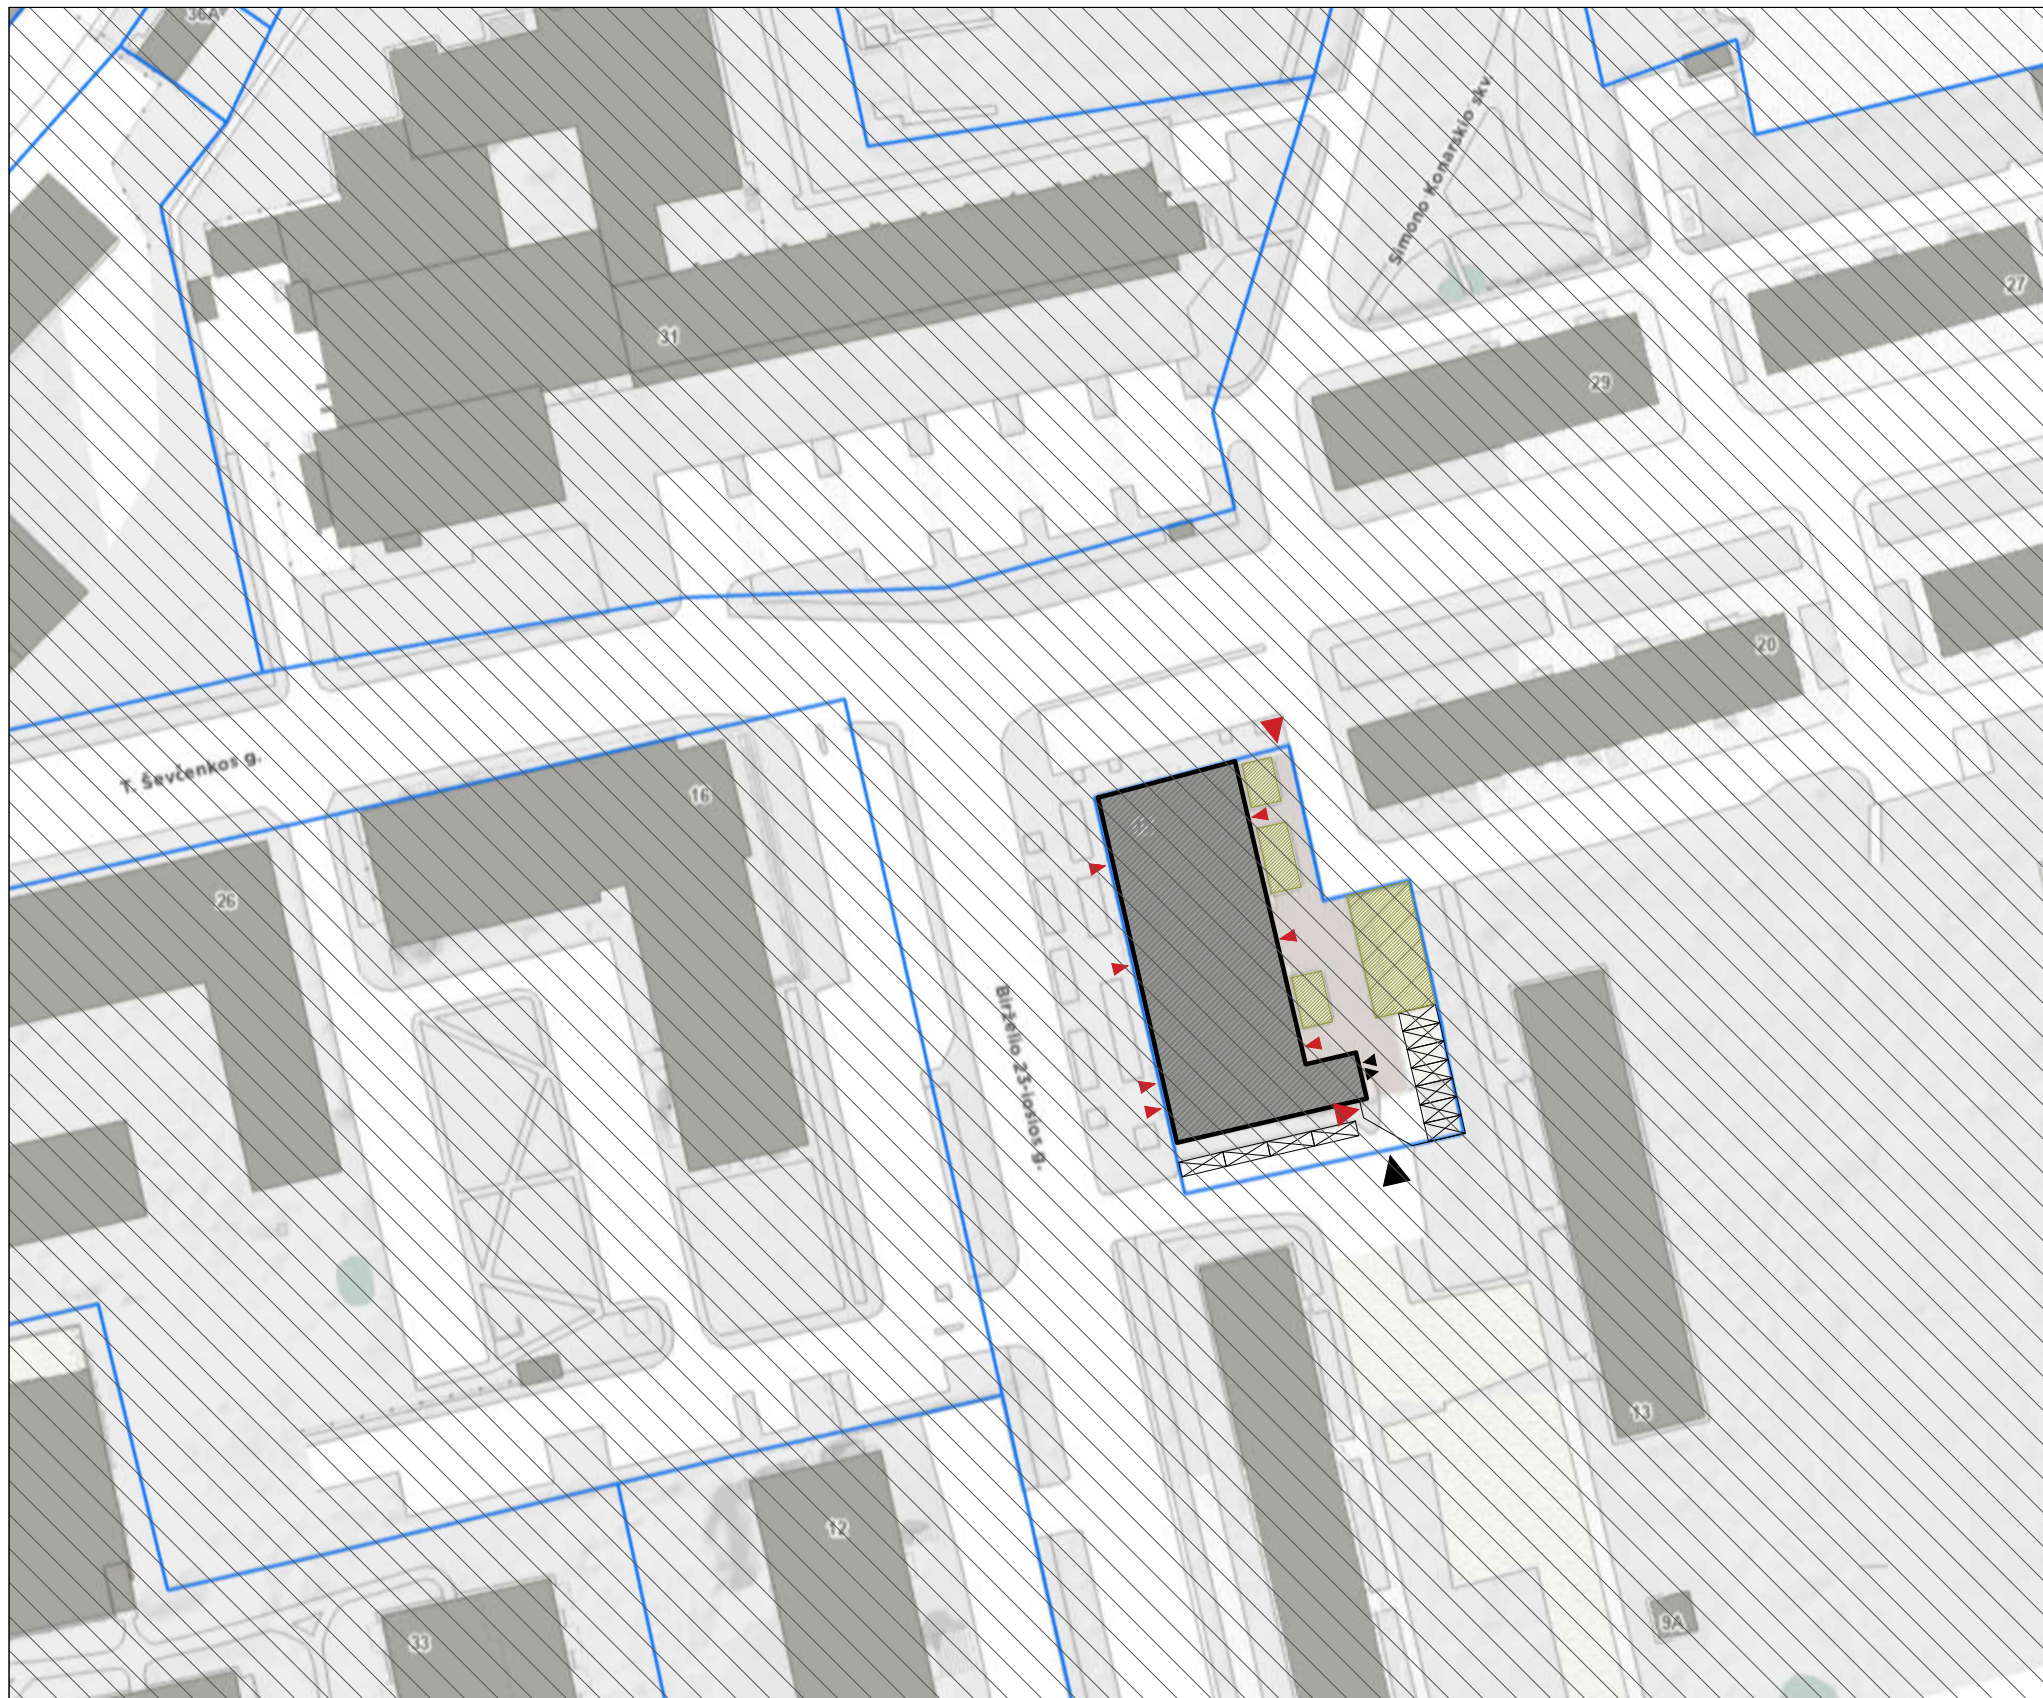 36A
Simono Konarskio skv.
27
31
29
20
T. Ševčenkos g.
16
26
Birželio 23-iosios g.
13
12
9A
33